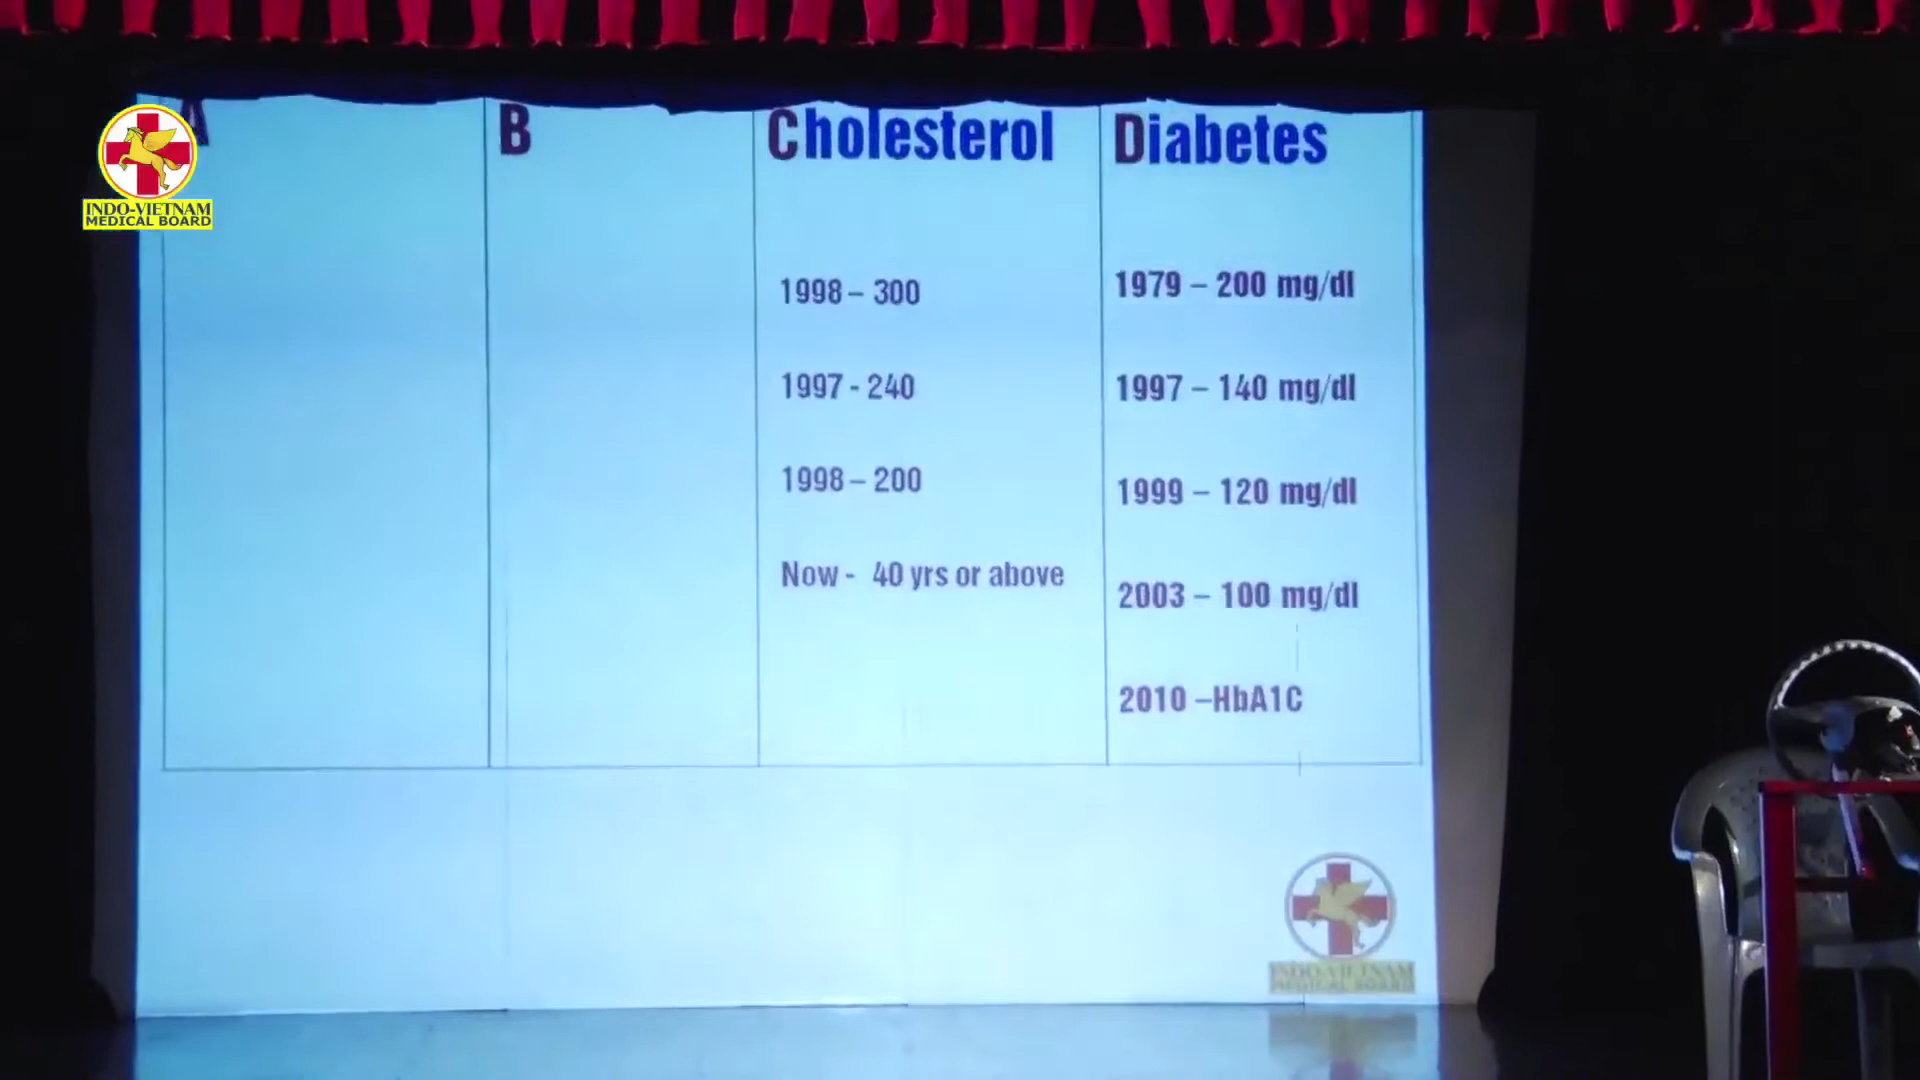 A
INDO-VIETNAM
MEDICAL BOARD
B
Cholesterol
1998 – 300
1997 - 240
1998 – 200
Now - 40 yrs or above
Diabetes
1979 – 200 mg/dl
1997 – 140 mg/dl
1999 – 120 mg/dl
2003 – 100 mg/dl
2010 –HbA1C
INDO-VIETNAM
MEDICAL BOARD